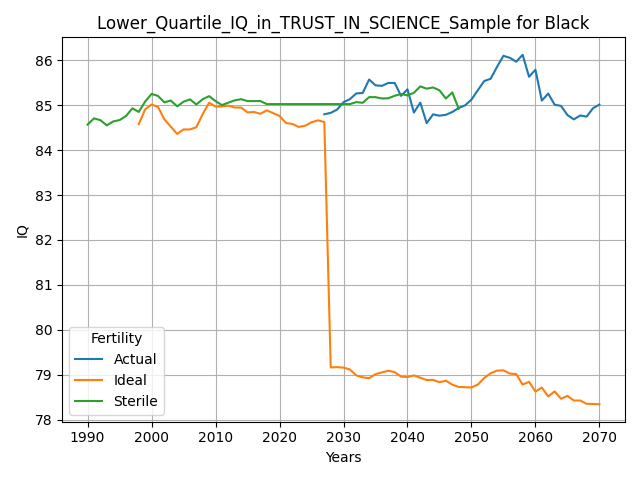 Lower_Quartile_IQ_in_TRUST_IN_SCIENCE_Sample for Black
IQ
86
85
84
83
82
81
80
79
78
Fertility
Actual
Ideal
Sterile
1990 2000 2010 2020 2030 2040 2050 2060 2070
Years